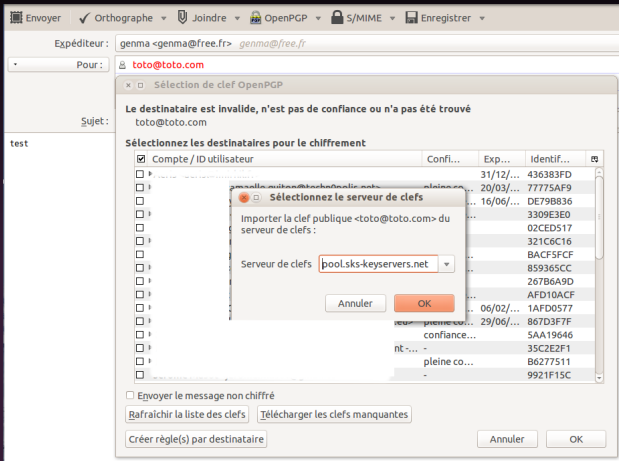 Envoyer Orthographe Joindre OpenPGP S/MIME Enregistrer
Expéditeur : genma <genma@free.fr> genma@free.fr
Pour : toto@toto.com
Sélection de clef OpenPGP
Le destinataire est invalide, n'est pas de confiance ou n'a pas été trouvé
toto@toto.com
Sujet :
Sélectionnez les destinataires pour le chiffrement
test
Compte / ID utilisateur Confi... Exp... Identif...
31/12/... 436383FD
pleine co... 20/03/... 77775AF9
16/06/... DE79B836
Sélectionnez le serveur de clefs
3309E3E0
Importer la clef publique <toto@toto.com> du
serveur de clefs :
02CED517
321C6C16
BACF5FCF
Serveur de clefs pool.sks-keyservers.net
859365CC
267B6A9D
Annuler OK
AFD10ACF
06/02/... 1AFD0577
pleine co... 29/06/... 867D3F7F
confiance... 5AA19646
nt -... - 35C2E2F1
pleine co... B6277511
- 9921F15C
Envoyer le message non chiffré
Rafraîchir la liste des clefs Télécharger les clefs manquantes
Créer règle(s) par destinataire Annuler OK